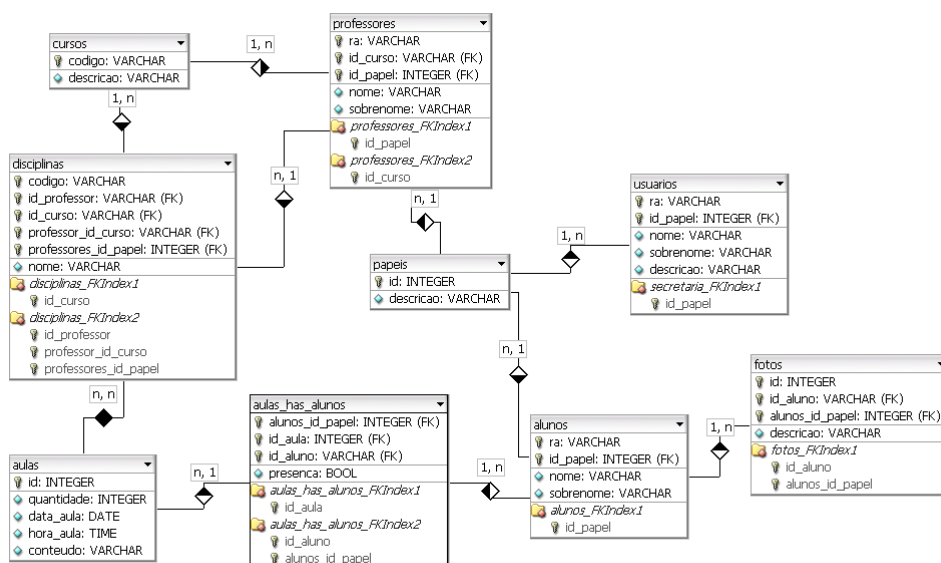 cursos
codigo: VARCHAR
descricao: VARCHAR
1, n
professores
ra: VARCHAR
id_curso: VARCHAR (FK)
id_papel: INTEGER (FK)
nome: VARCHAR
sobrenome: VARCHAR
professores_FKIndex1
id_papel
professores_FKIndex2
id_curso
1, n
disciplinas
codigo: VARCHAR
id_professor: VARCHAR (FK)
id_curso: VARCHAR (FK)
professor_id_curso: VARCHAR (FK)
professores_id_papel: INTEGER (FK)
nome: VARCHAR
disciplinas_FKIndex1
id_curso
disciplinas_FKIndex2
id_professor
professor_id_curso
professores_id_papel
n, 1
n, 1
usuarios
ra: VARCHAR
id_papel: INTEGER (FK)
nome: VARCHAR
sobrenome: VARCHAR
descricao: VARCHAR
secretaria_FKIndex1
id_papel
1, n
papeis
id: INTEGER
descricao: VARCHAR
n, 1
n, n
aulas_has_alunos
alunos_id_papel: INTEGER (FK)
id_aula: INTEGER (FK)
id_aluno: VARCHAR (FK)
presenca: BOOL
aulas_has_alunos_FKIndex1
id_aula
aulas_has_alunos_FKIndex2
id_aluno
alunos_id_papel
alunos
ra: VARCHAR
id_papel: INTEGER (FK)
nome: VARCHAR
sobrenome: VARCHAR
alunos_FKIndex1
id_papel
fotos
id: INTEGER
id_aluno: VARCHAR (FK)
alunos_id_papel: INTEGER (FK)
descricao: VARCHAR
fotos_FKIndex1
id_aluno
alunos_id_papel
1, n
1, n
n, 1
aulas
id: INTEGER
quantidade: INTEGER
data_aula: DATE
hora_aula: TIME
conteudo: VARCHAR